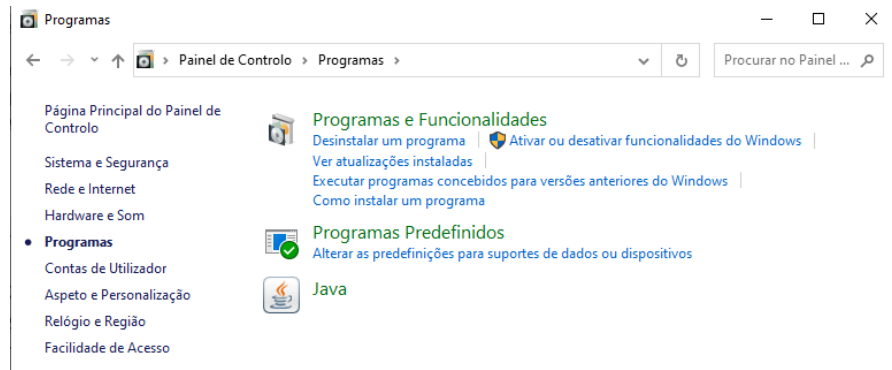 Programas
Painel de Controlo > Programas >
Procurar no Painel ...
Página Principal do Painel de
Controlo
Sistema e Segurança
Rede e Internet
Hardware e Som
Programas
Contas de Utilizador
Aspeto e Personalização
Relógio e Região
Facilidade de Acesso
Programas e Funcionalidades
Desinstalar um programa | Ativar ou desativar funcionalidades do Windows |
Ver atualizações instaladas |
Executar programas concebidos para versões anteriores do Windows |
Como instalar um programa
Programas Predefinidos
Alterar as predefinições para suportes de dados ou dispositivos
Java